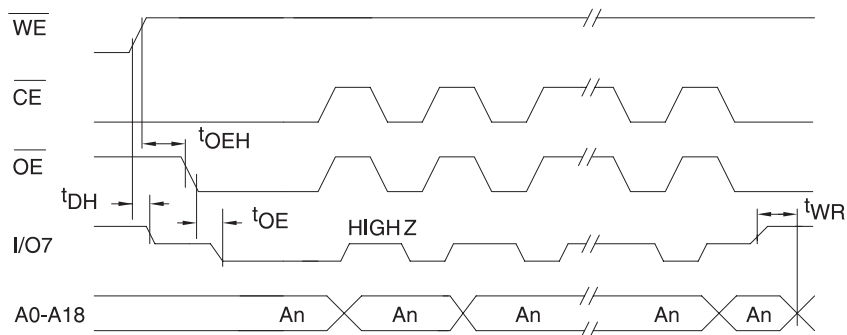 WE
CE
tOEH
OE
tDH
tOE
tWR
HIGH Z
I/O7
A0-A18 An An An An An